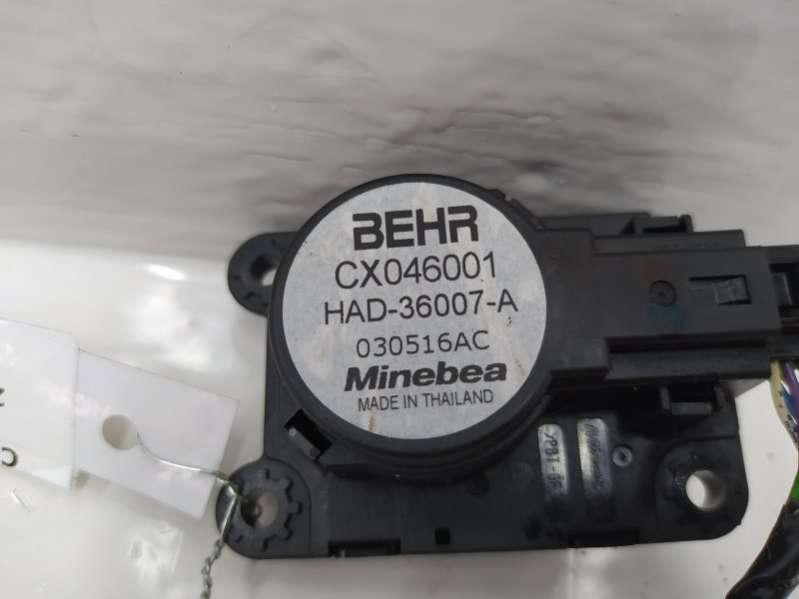 BEHR
CX046001
HAD-36007-A
030516AC
Minebea
MADE IN THAILAND